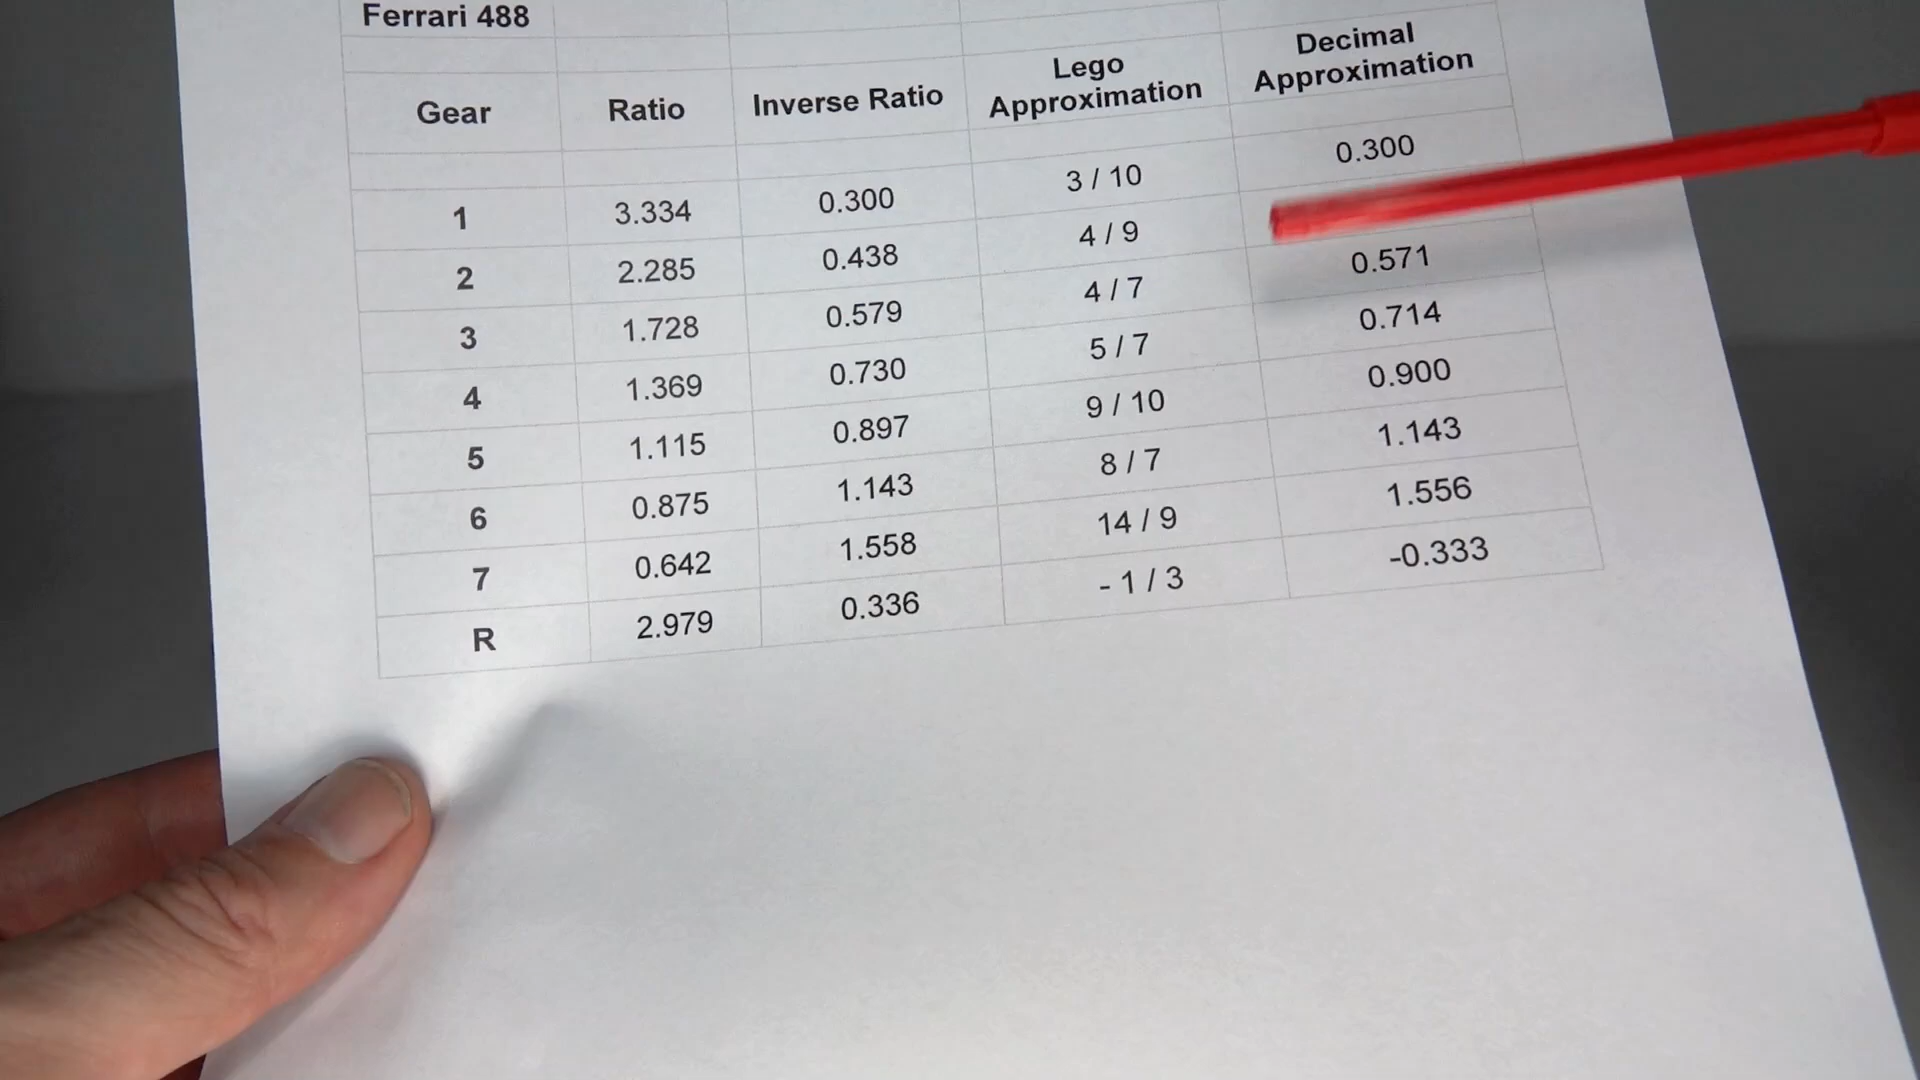 Ferrari 488
Gear Ratio Inverse Ratio Lego Approximation Decimal Approximation
1 3.334 0.300 3 / 10 0.300
2 2.285 0.438 4 / 9
3 1.728 0.579 4 / 7 0.571
4 1.369 0.730 5 / 7 0.714
5 1.115 0.897 9 / 10 0.900
6 0.875 1.143 8 / 7 1.143
7 0.642 1.558 14 / 9 1.556
R 2.979 0.336 - 1 / 3 -0.333